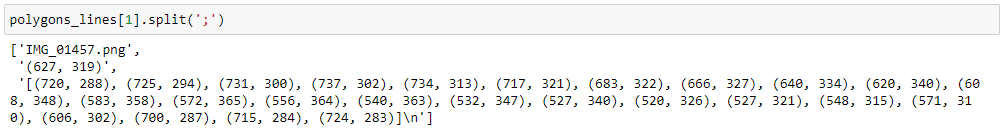 polygons_lines[1].split(';')
['IMG_01457.png',
 '(627, 319)',
 '[(720, 288), (725, 294), (731, 300), (737, 302), (734, 313), (717, 321), (683, 322), (666, 327), (640, 334), (620, 340), (60
8, 348), (583, 358), (572, 365), (556, 364), (540, 363), (532, 347), (527, 340), (520, 326), (527, 321), (548, 315), (571, 31
0), (606, 302), (700, 287), (715, 284), (724, 283)]\n']